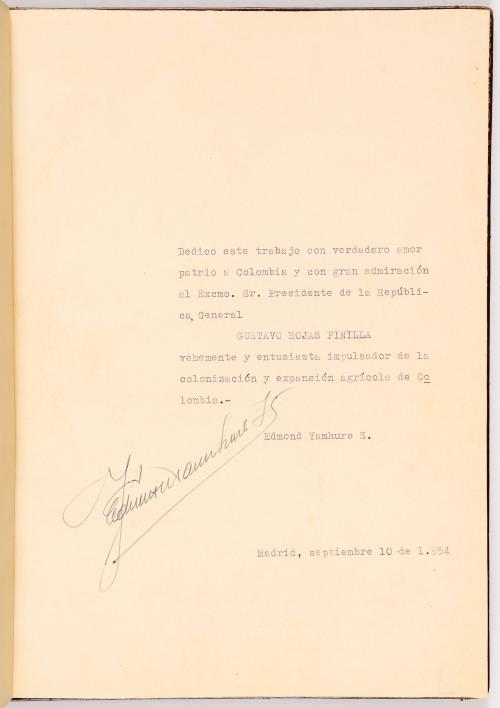 Dedico este trabajo con verdadero amor
patrio a Colombia y con gran admiración
al Excmo. Sr. Presidente de la Repúbli-
ca, General
GUSTAVO ROJAS PINILLA
vehemente y entusiasta impulsador de la
colonización y expansión agrícola de Co
lombia.-
Edmond Yamhure Z.
Edmond Yamhure Z
Madrid, septiembre 10 de 1.954